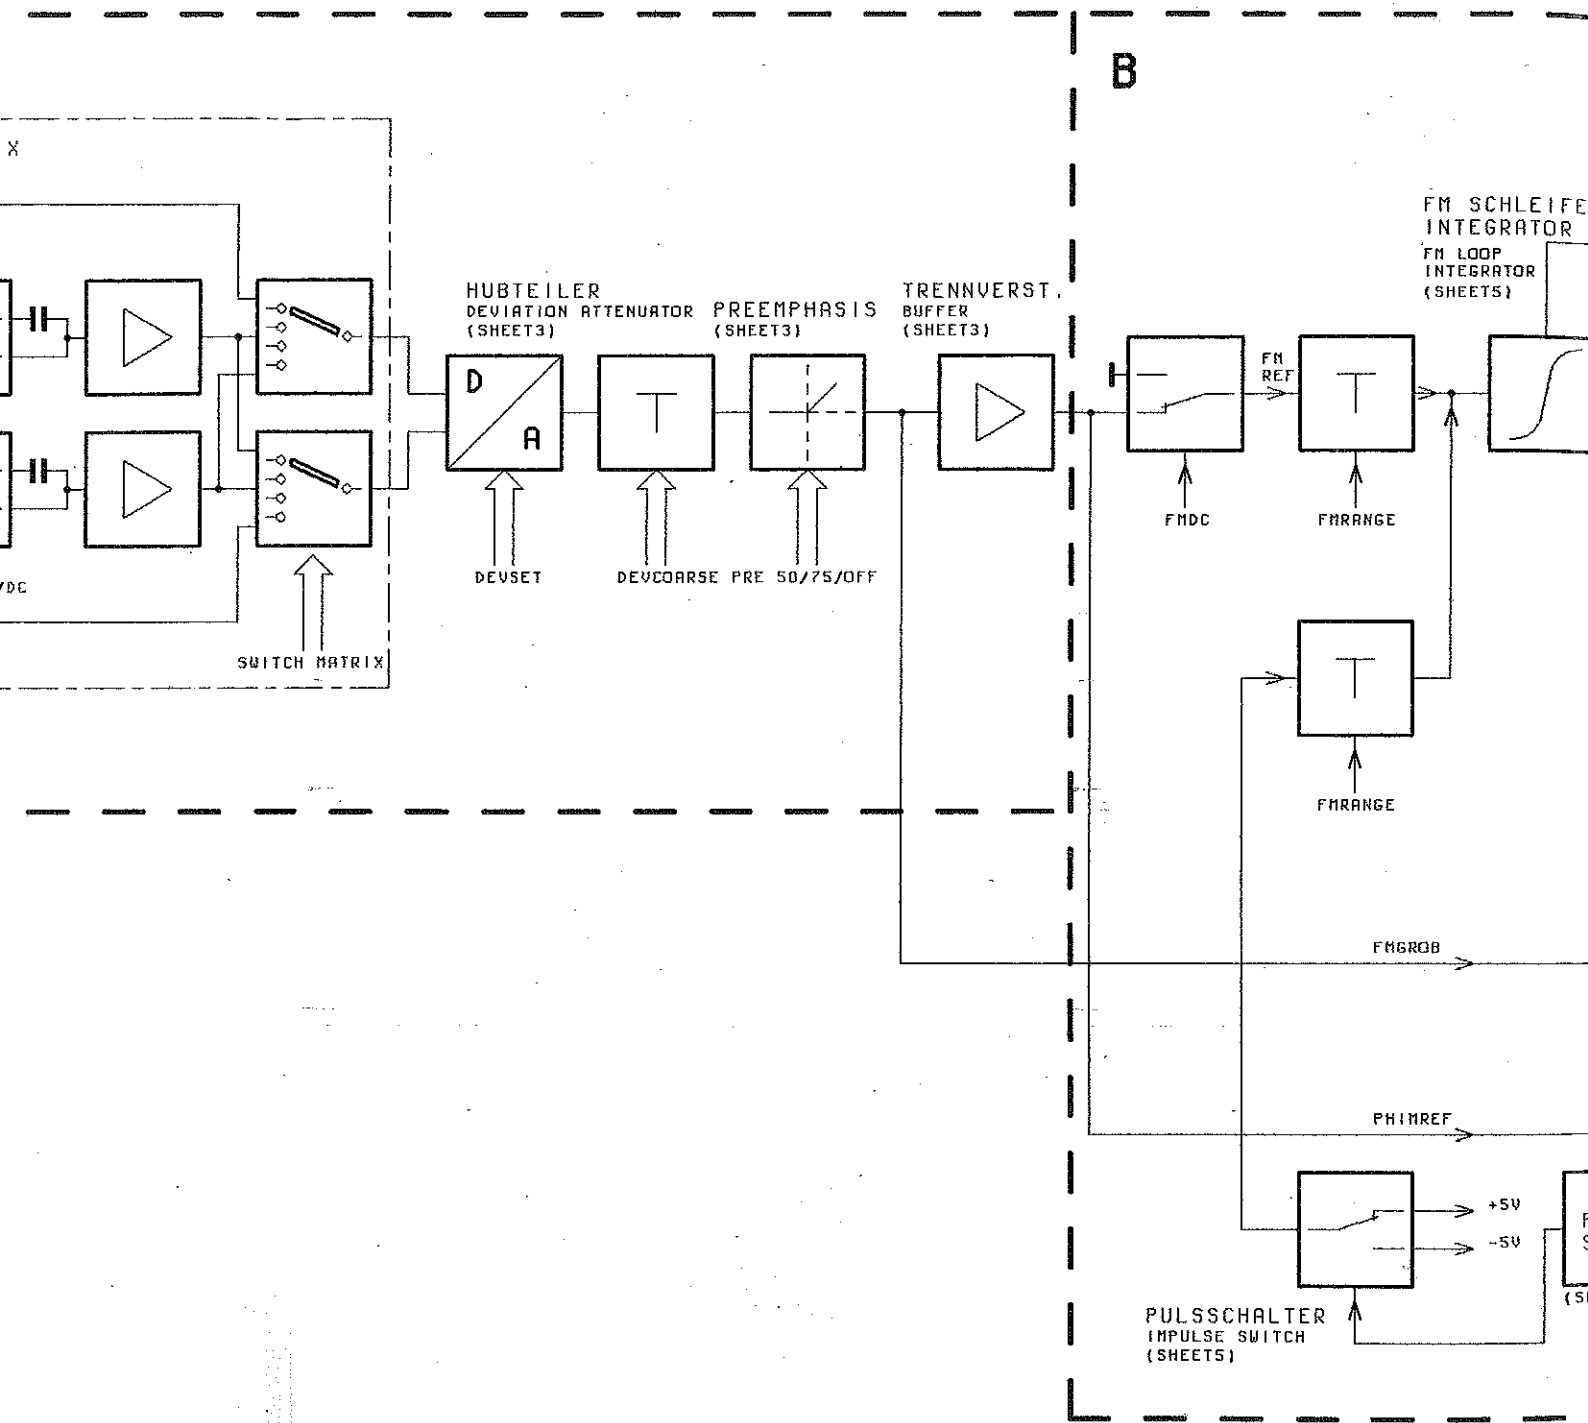 B
X
FM SCHLEIFE
INTEGRATOR
FM LOOP
INTEGRATOR
(SHEET5)
HUBTEILER
DEVIATION ATTENUATOR
(SHEET3)
PREEMPHASIS
(SHEET3)
TRENNVERST.
BUFFER
(SHEET3)
D
A
FM
REF
FMDC
FMRANGE
DEVSET
DEVCOARSE
PRE 50/75/OFF
/DC
SWITCH MATRIX
FMRANGE
FMGROB
PHIMREF
+5V
-5V
PULSSCHALTER
IMPULSE SWITCH
(SHEET5)